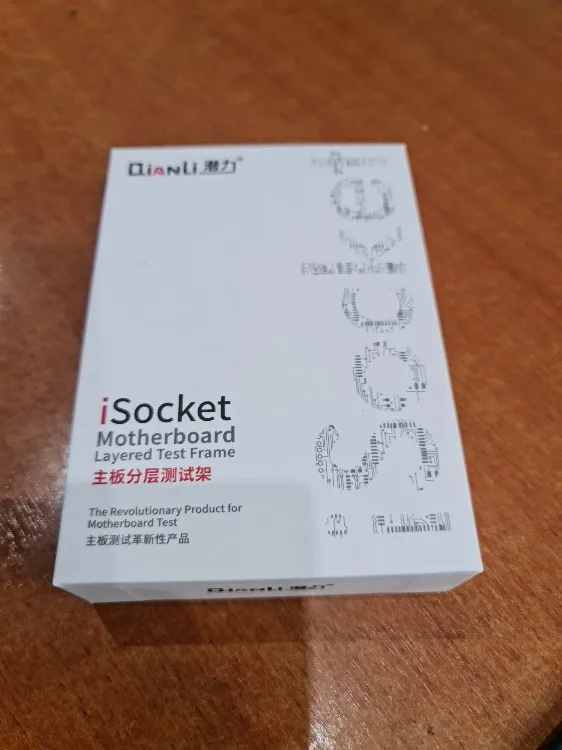 QIANLI 潜力®
iSocket
iSocket
Motherboard
Layered Test Frame
主板分层测试架
The Revolutionary Product for
Motherboard Test
主板测试革新性产品
QIANLI 潜力®